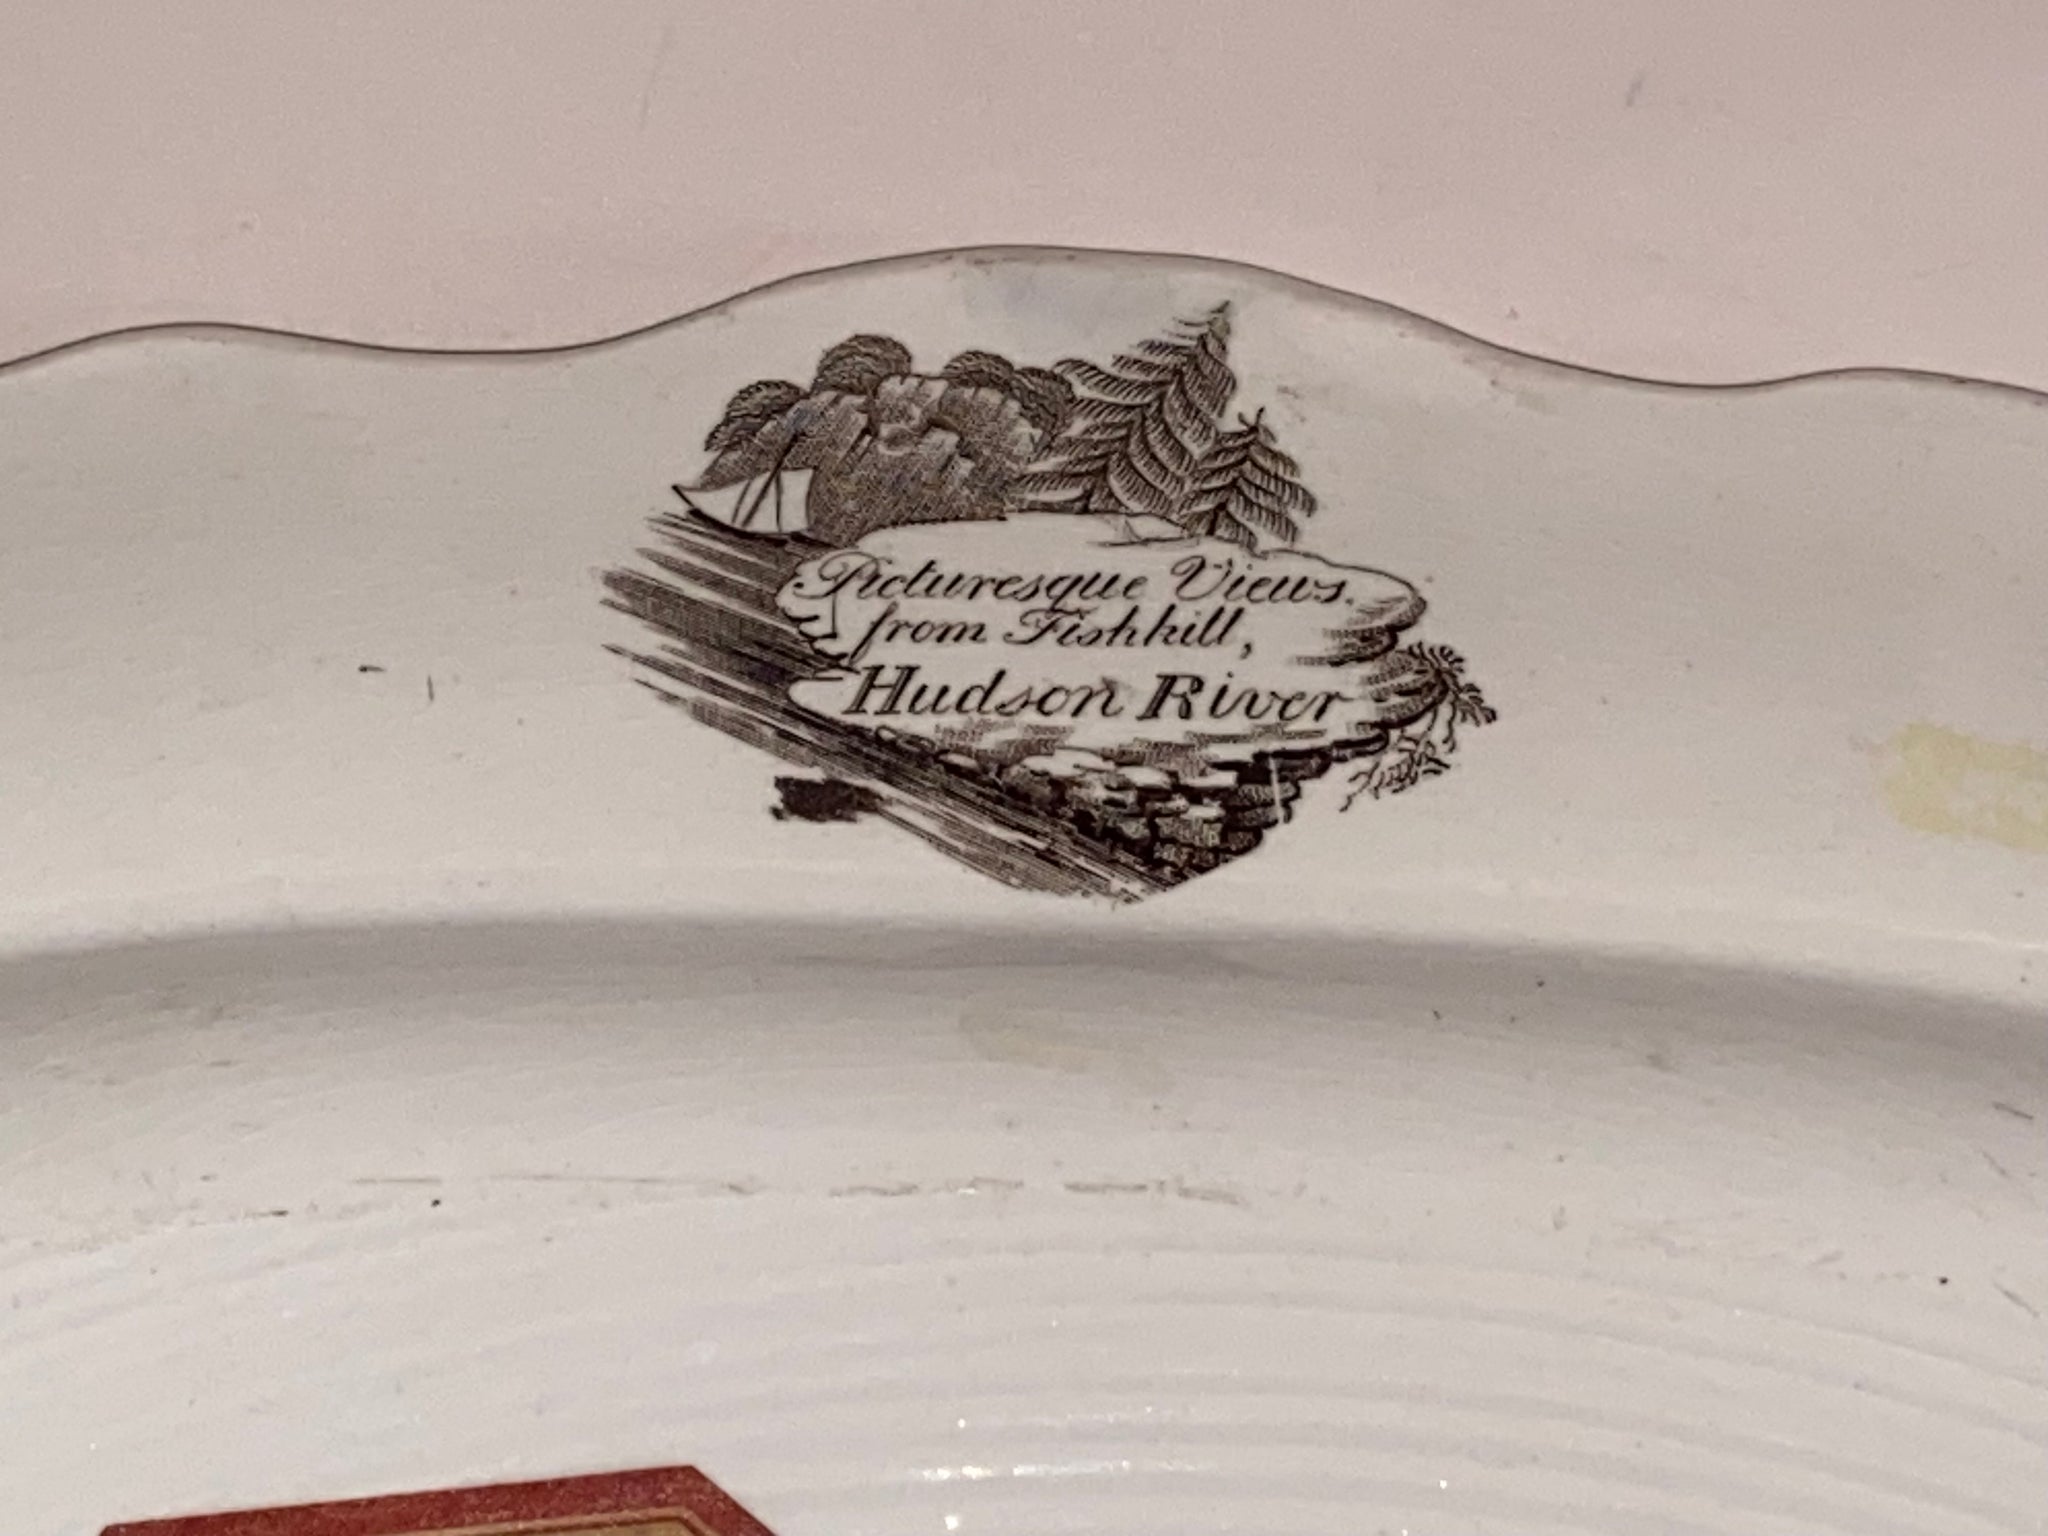 Picturesque Views.
from Fishkill,
Hudson River